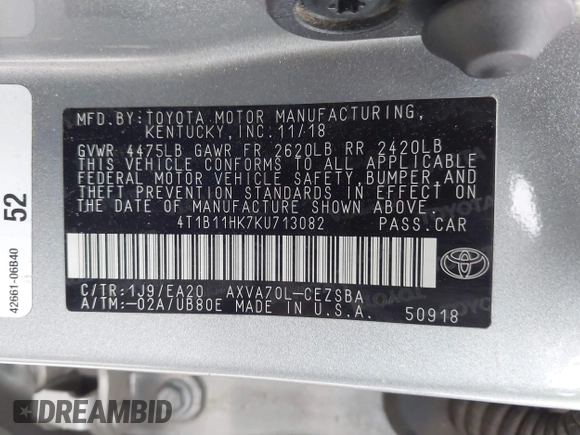 MFD. BY: TOYOTA MOTOR MANUFACTURING,
KENTUCKY, INC. 11/18
GVWR 4475LB GAWR FR 2620LB RR 2420LB
THIS VEHICLE CONFORMS TO ALL APPLICABLE
FEDERAL MOTOR VEHICLE SAFETY, BUMPER, AND
THEFT PREVENTION STANDARDS IN EFFECT ON
THE DATE OF MANUFACTURE SHOWN ABOVE.
4T1B11HK7KU713082 PASS.CAR
C/TR:1J9/EA20 AXVA70L-CEZSBA
A/TM:-02A/UB80E MADE IN U.S.A.
50918
TOYOTA
52
42661-06B40
DREAMBID